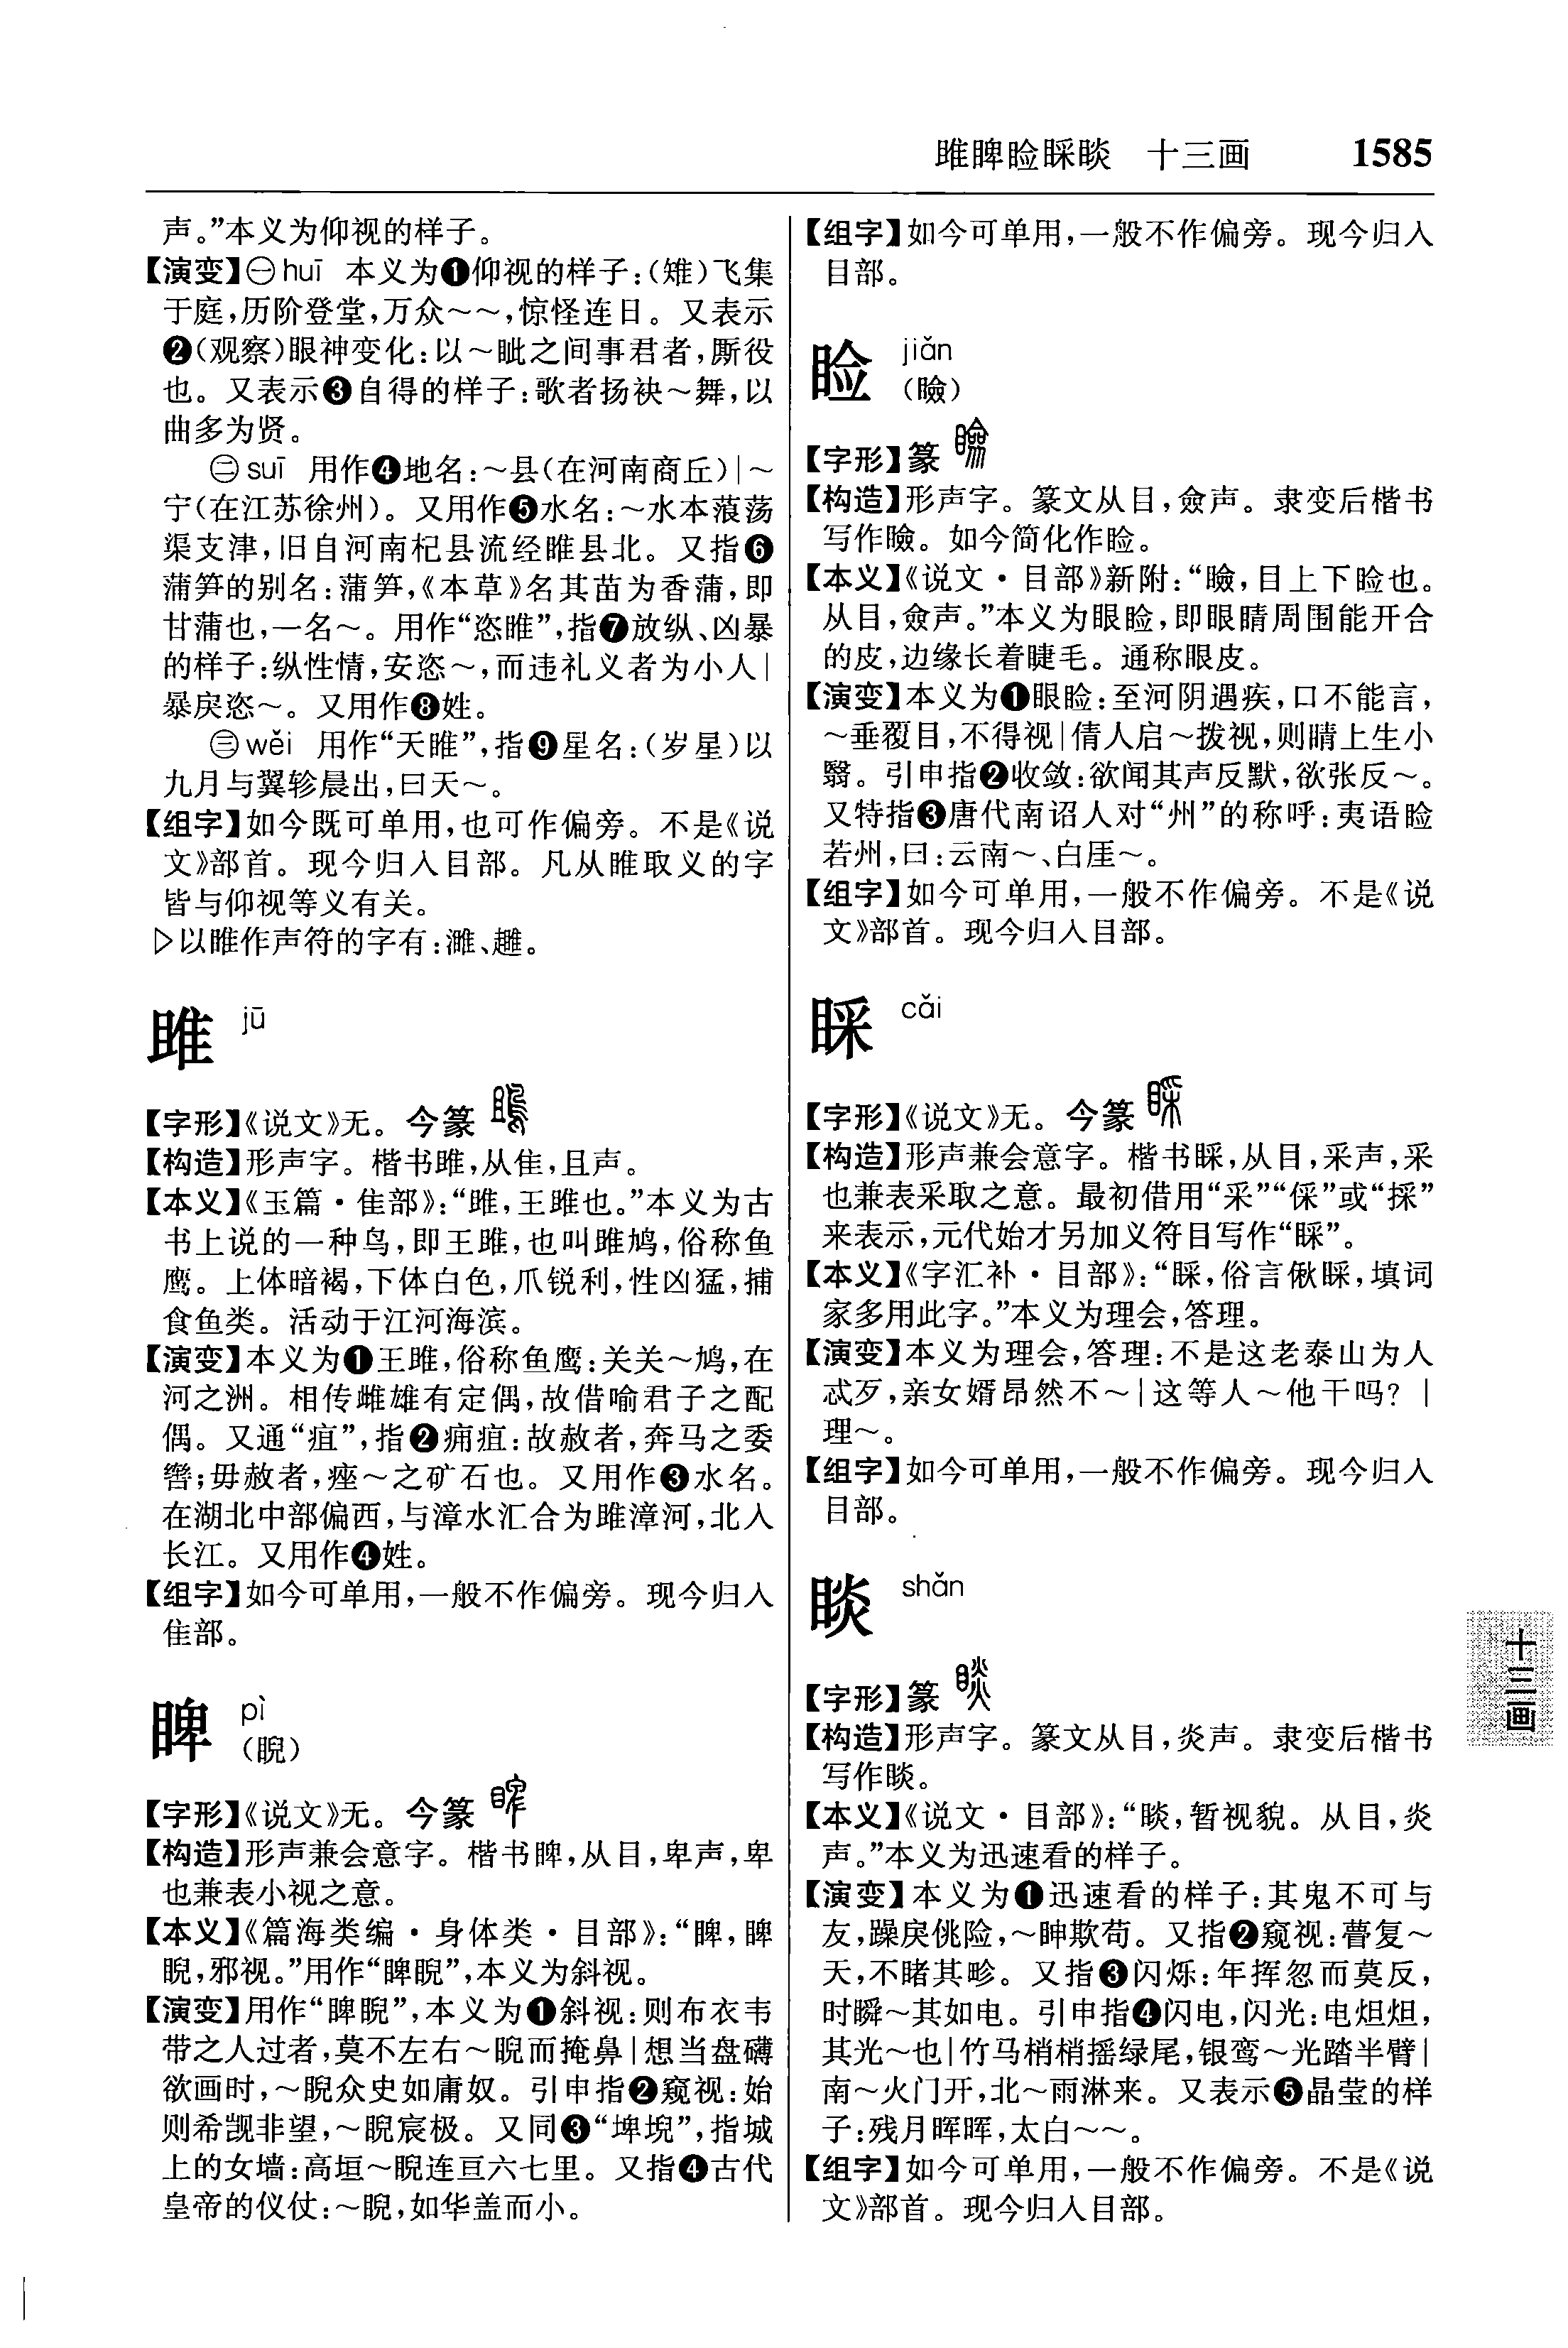 雎睥睑睬睒 十三画 1585
声。”本义为仰视的样子。
【演变】㊀huī 本义为❶仰视的样子:(雉)飞集
于庭,历阶登堂,万众～～,惊怪连日。又表示
❷(观察)眼神变化:以～眦之间事君者,厮役
也。又表示❸自得的样子:歌者扬袂～舞,以
曲多为贤。
㊁suī 用作❹地名:～县(在河南商丘)|～
宁(在江苏徐州)。又用作❺水名:～水本蒗荡
渠支津,旧自河南杞县流经睢县北。又指❻
蒲笋的别名:蒲笋,《本草》名其苗为香蒲,即
甘蒲也,一名～。用作“恣睢”,指❼放纵、凶暴
的样子:纵性情,安恣～,而违礼义者为小人|
暴戾恣～。又用作❽姓。
㊂wěi 用作“天睢”,指❾星名:(岁星)以
九月与翼轸晨出,曰天～。
【组字】如今既可单用,也可作偏旁。不是《说
文》部首。现今归入目部。凡从睢取义的字
皆与仰视等义有关。
▷以睢作声符的字有:濉、趡。
雎 jū
【字形】《说文》无。今篆
【构造】形声字。楷书雎,从隹,且声。
【本义】《玉篇·隹部》:“雎,王雎也。”本义为古
书上说的一种鸟,即王雎,也叫雎鸠,俗称鱼
鹰。上体暗褐,下体白色,爪锐利,性凶猛,捕
食鱼类。活动于江河海滨。
【演变】本义为❶王雎,俗称鱼鹰:关关～鸠,在
河之洲。相传雌雄有定偶,故借喻君子之配
偶。又通“疽”,指❷痈疽:故赦者,奔马之委
辔;毋赦者,痤～之矿石也。又用作❸水名。
在湖北中部偏西,与漳水汇合为雎漳河,北入
长江。又用作❹姓。
【组字】如今可单用,一般不作偏旁。现今归入
隹部。
睥 pì
(睨)
【字形】《说文》无。今篆
【构造】形声兼会意字。楷书睥,从目,卑声,卑
也兼表小视之意。
【本义】《篇海类编·身体类·目部》:“睥,睥
睨,邪视。”用作“睥睨”,本义为斜视。
【演变】用作“睥睨”,本义为❶斜视:则布衣韦
带之人过者,莫不左右～睨而掩鼻|想当盘礴
欲画时,～睨众史如庸奴。引申指❷窥视:始
则希觊非望,～睨宸极。又同❸“埤堄”,指城
上的女墙:高垣～睨连亘六七里。又指❹古代
皇帝的仪仗:～睨,如华盖而小。
【组字】如今可单用,一般不作偏旁。现今归入
目部。
睑 jiǎn
(瞼)
【字形】篆
【构造】形声字。篆文从目,僉声。隶变后楷书
写作瞼。如今简化作睑。
【本义】《说文·目部》新附:“瞼,目上下睑也。
从目,僉声。”本义为眼睑,即眼睛周围能开合
的皮,边缘长着睫毛。通称眼皮。
【演变】本义为❶眼睑:至河阴遇疾,口不能言,
～垂覆目,不得视|倩人启～拨视,则睛上生小
翳。引申指❷收敛:欲闻其声反默,欲张反～。
又特指❸唐代南诏人对“州”的称呼:夷语睑
若州,曰:云南～、白厓～。
【组字】如今可单用,一般不作偏旁。不是《说
文》部首。现今归入目部。
睬 cǎi
【字形】《说文》无。今篆
【构造】形声兼会意字。楷书睬,从目,采声,采
也兼表采取之意。最初借用“采”“倸”或“採”
来表示,元代始才另加义符目写作“睬”。
【本义】《字汇补·目部》:“睬,俗言偢睬,填词
家多用此字。”本义为理会,答理。
【演变】本义为理会,答理:不是这老泰山为人
忒歹,亲女婿昂然不～|这等人～他干吗?|
理～。
【组字】如今可单用,一般不作偏旁。现今归入
目部。
睒 shǎn
【字形】篆
【构造】形声字。篆文从目,炎声。隶变后楷书
写作睒。
【本义】《说文·目部》:“睒,暂视貌。从目,炎
声。”本义为迅速看的样子。
【演变】本义为❶迅速看的样子:其鬼不可与
友,躁戾佻险,～眒欺苟。又指❷窥视:瞢复～
天,不睹其畛。又指❸闪烁:年挥忽而莫反,
时瞬～其如电。引申指❹闪电,闪光:电烜烜,
其光～也|竹马梢梢摇绿尾,银鸾～光踏半臂|
南～火门开,北～雨淋来。又表示❺晶莹的样
子:残月晖晖,太白～～。
【组字】如今可单用,一般不作偏旁。不是《说
文》部首。现今归入目部。
十三画